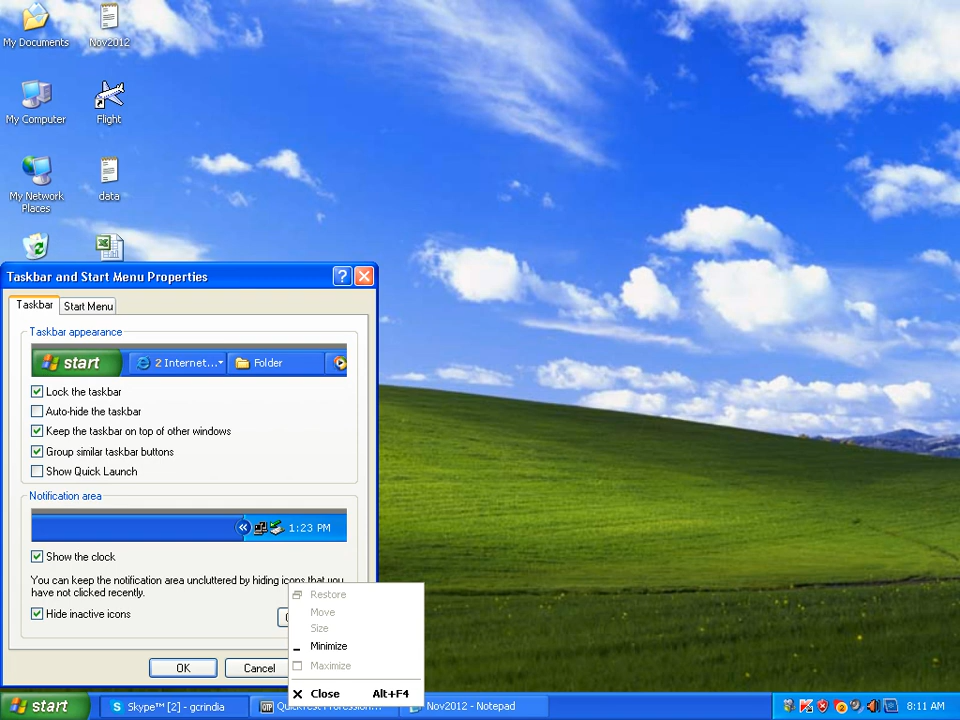 My Documents
Nov2012
My Computer
Flight
My Network
Places
data
Taskbar and Start Menu Properties
Taskbar
Start Menu
Taskbar appearance
start
2 Internet...
Folder
Lock the taskbar
Auto-hide the taskbar
Keep the taskbar on top of other windows
Group similar taskbar buttons
Show Quick Launch
Notification area
1:23 PM
Show the clock
You can keep the notification area uncluttered by hiding icons that you
have not clicked recently.
Hide inactive icons
OK
Cancel
Restore
Move
Size
Minimize
Maximize
Close Alt+F4
start
Skype™ [2] - gcrindia
QTP
QuickTest Profession...
Nov2012 - Notepad
8:11 AM